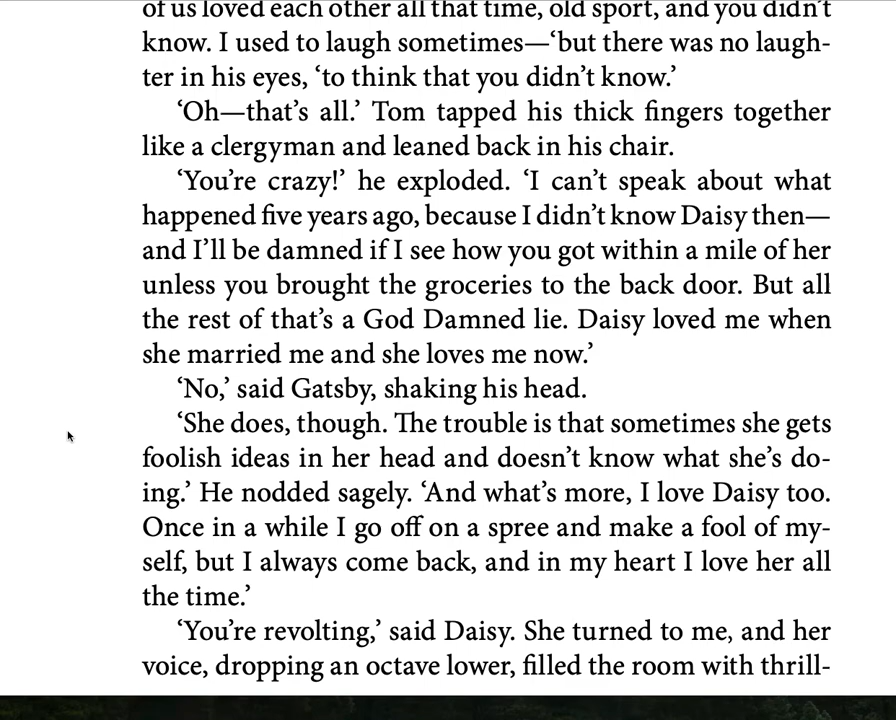 of us loved each other all that time, old sport, and you didn’t
know. I used to laugh sometimes—‘but there was no laugh-
ter in his eyes, ‘to think that you didn’t know.’
‘Oh—that’s all.’ Tom tapped his thick fingers together
like a clergyman and leaned back in his chair.
‘You’re crazy!’ he exploded. ‘I can’t speak about what
happened five years ago, because I didn’t know Daisy then—
and I’ll be damned if I see how you got within a mile of her
unless you brought the groceries to the back door. But all
the rest of that’s a God Damned lie. Daisy loved me when
she married me and she loves me now.’
‘No,’ said Gatsby, shaking his head.
‘She does, though. The trouble is that sometimes she gets
foolish ideas in her head and doesn’t know what she’s do-
ing.’ He nodded sagely. ‘And what’s more, I love Daisy too.
Once in a while I go off on a spree and make a fool of my-
self, but I always come back, and in my heart I love her all
the time.’
‘You’re revolting,’ said Daisy. She turned to me, and her
voice, dropping an octave lower, filled the room with thrill-